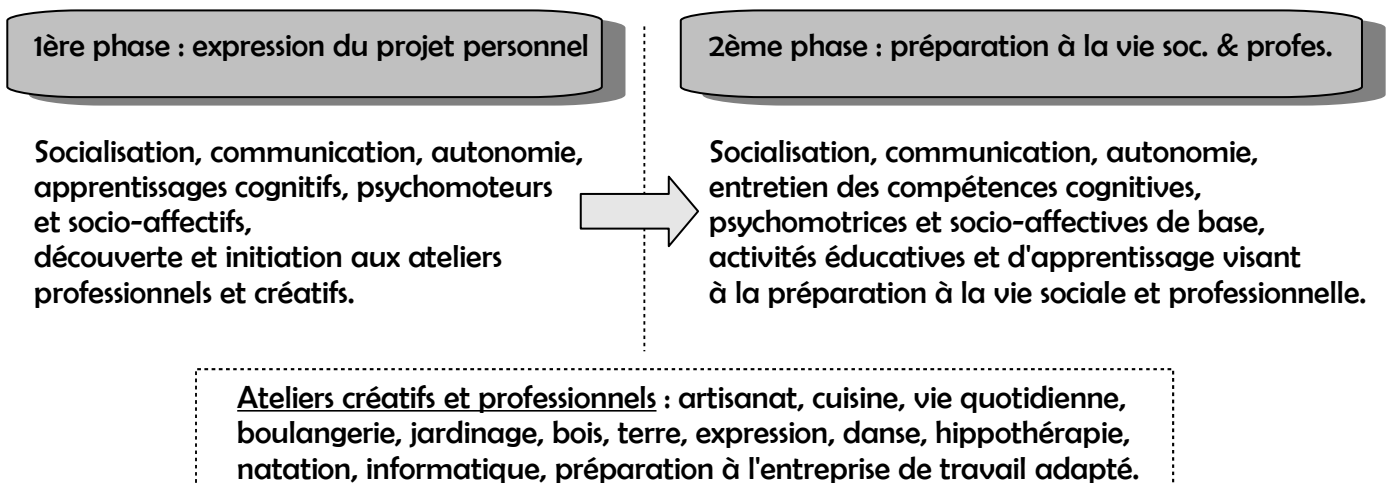 1ère phase : expression du projet personnel
2ème phase : préparation à la vie soc. & profes.
Socialisation, communication, autonomie,
apprentissages cognitifs, psychomoteurs
et socio-affectifs,
découverte et initiation aux ateliers
professionnels et créatifs.
Socialisation, communication, autonomie,
entretien des compétences cognitives,
psychomotrices et socio-affectives de base,
activités éducatives et d'apprentissage visant
à la préparation à la vie sociale et professionnelle.
Ateliers créatifs et professionnels : artisanat, cuisine, vie quotidienne,
boulangerie, jardinage, bois, terre, expression, danse, hippothérapie,
natation, informatique, préparation à l'entreprise de travail adapté.